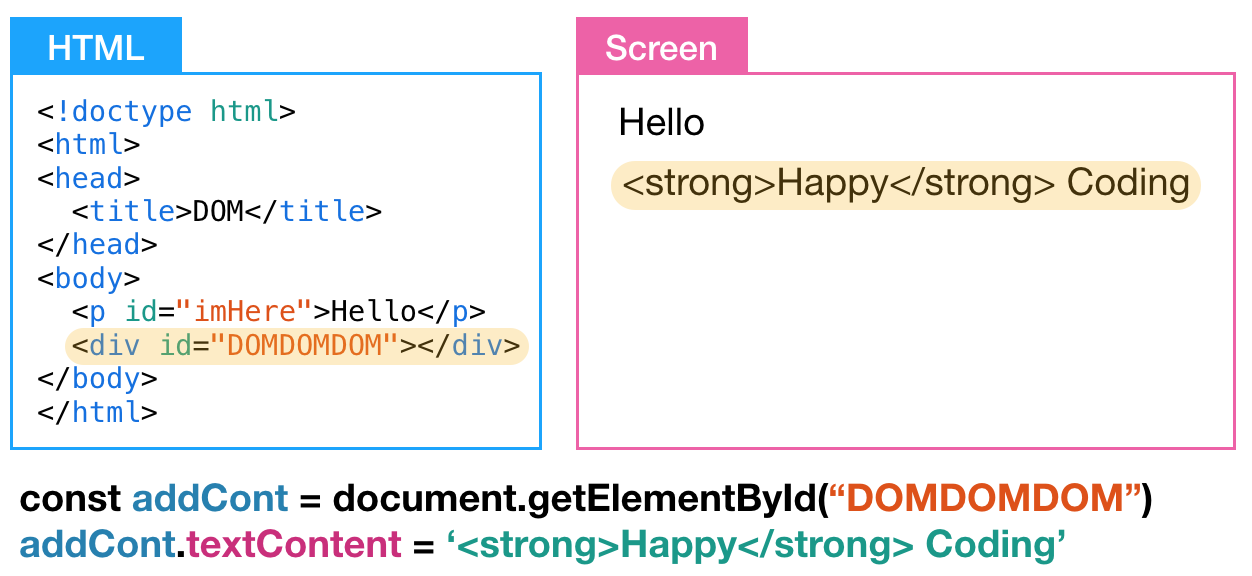 HTML
<!doctype html>
<html>
<head>
  <title>DOM</title>
</head>
<body>
  <p id="imHere">Hello</p>
  <div id="DOMDOMDOM"></div>
</body>
</html>
Screen
Hello
<strong>Happy</strong> Coding
const addCont = document.getElementById(“DOMDOMDOM”)
addCont.textContent = ‘<strong>Happy</strong> Coding’